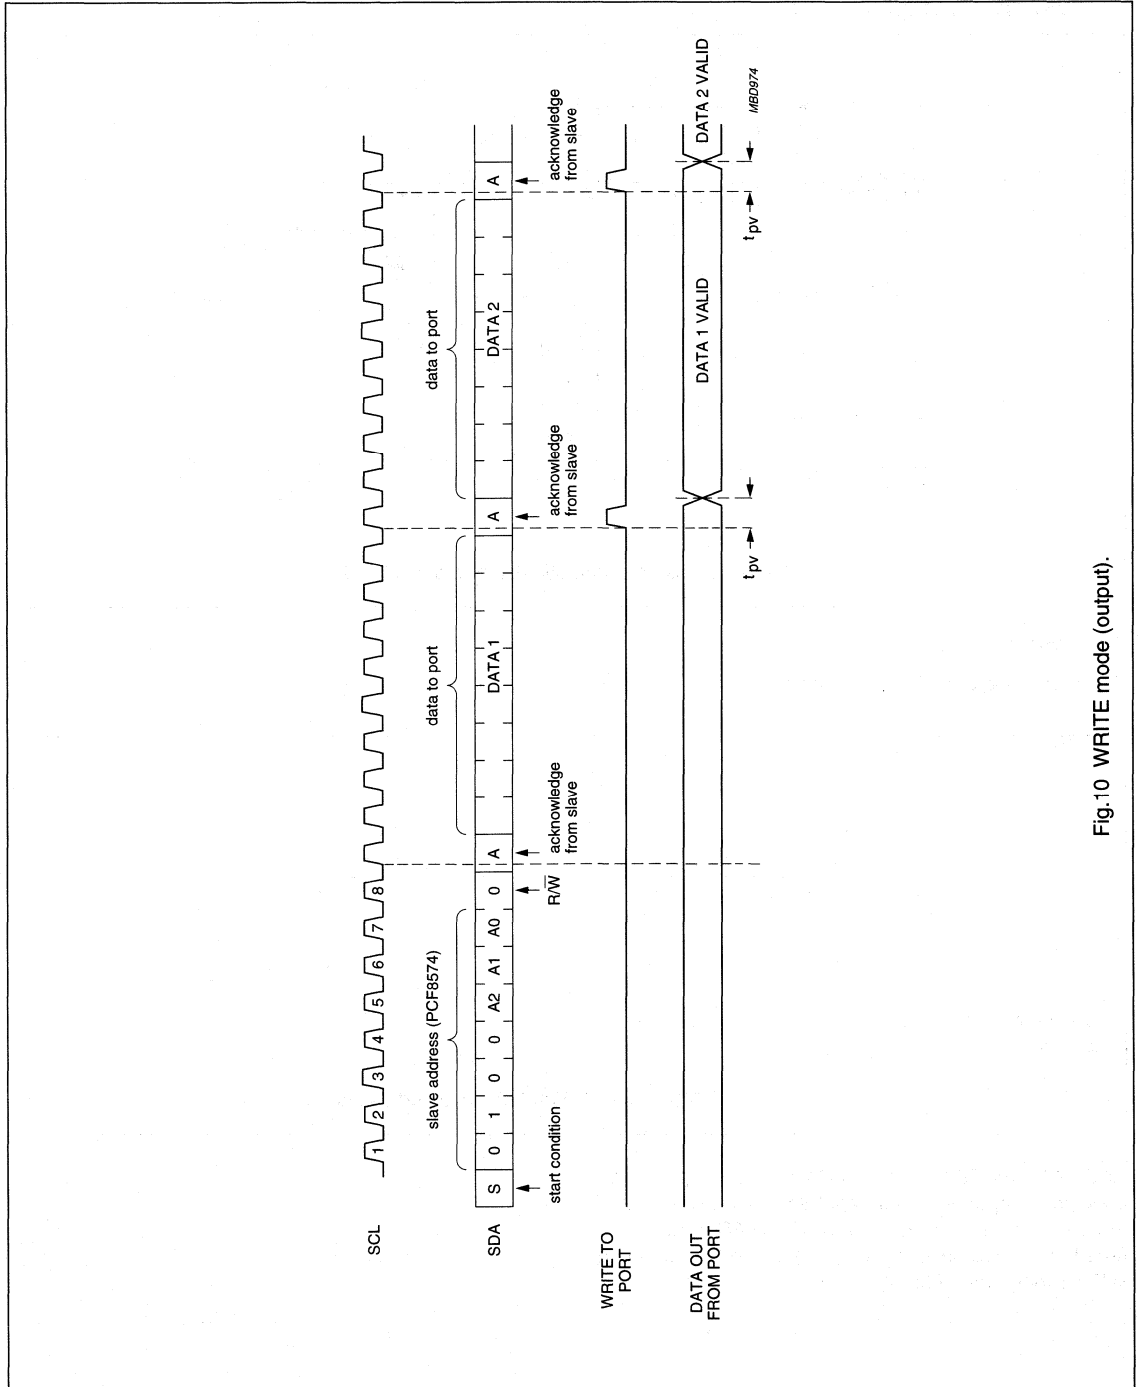 SCL
1 2 3 4 5 6 7 8
slave address (PCF8574)
data to port
data to port
SDA
S 0 1 0 0 A2 A1 A0 0 A DATA 1 A DATA 2 A
start condition
R/W
acknowledge
from slave
acknowledge
from slave
acknowledge
from slave
WRITE TO
PORT
DATA OUT
FROM PORT
DATA 1 VALID
DATA 2 VALID
tpv
tpv
MBD974
Fig.10 WRITE mode (output).